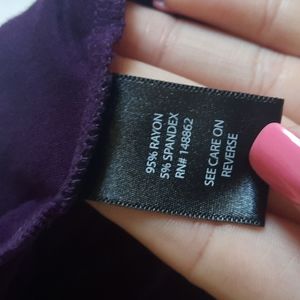 95% RAYON
5% SPANDEX
RN# 148862
SEE CARE ON
REVERSE